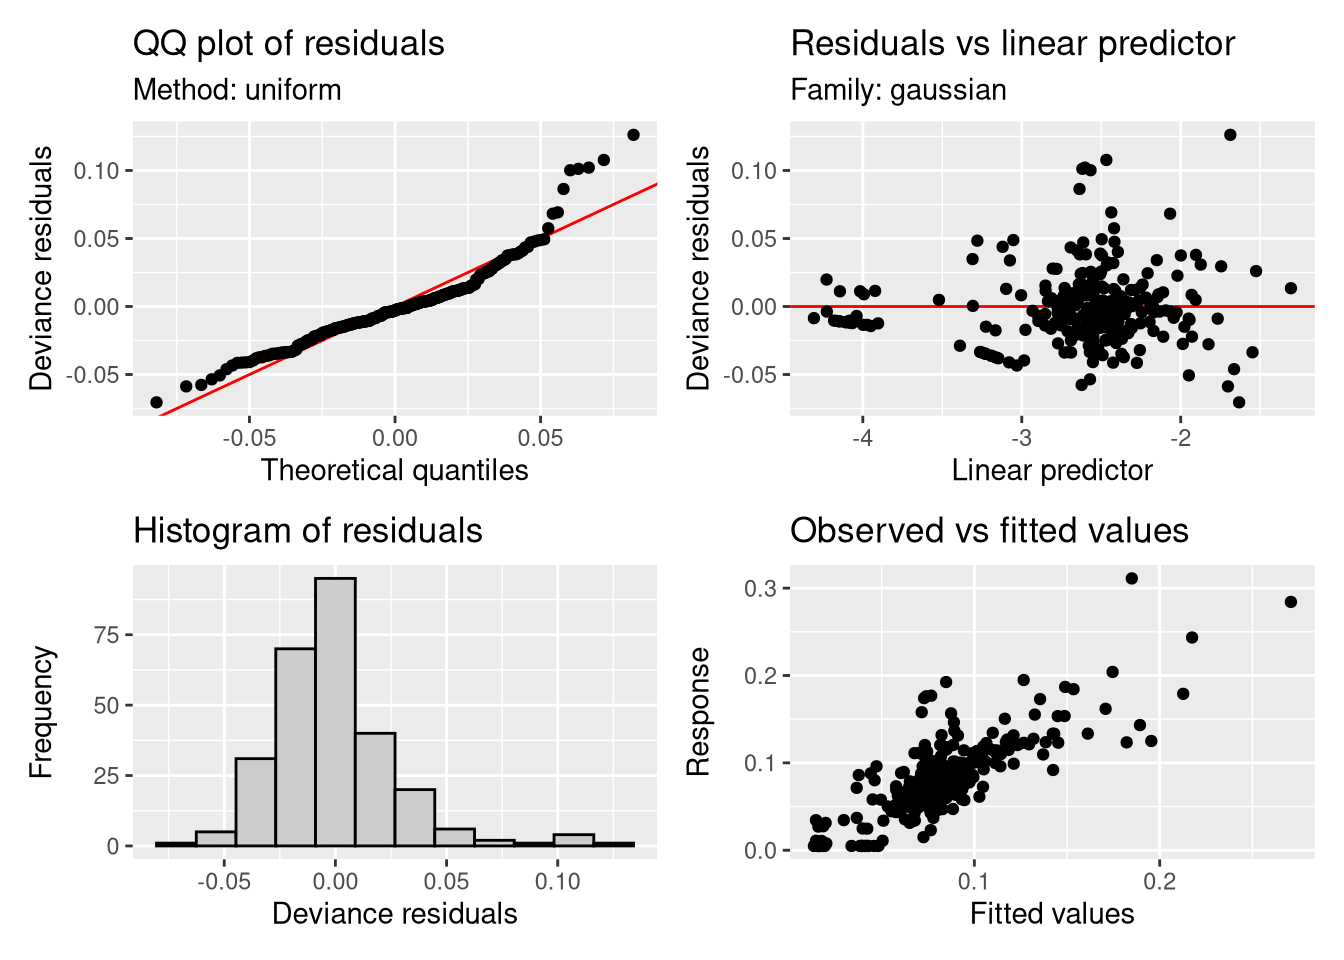 QQ plot of residuals
Method: uniform
Deviance residuals
0.10
0.05
0.00
-0.05
-0.05
0.00
0.05
Theoretical quantiles
Residuals vs linear predictor
Family: gaussian
Deviance residuals
0.10
0.05
0.00
-0.05
-4
-3
-2
Linear predictor
Histogram of residuals
Frequency
75
50
25
0
-0.05
0.00
0.05
0.10
Deviance residuals
Observed vs fitted values
Response
0.3
0.2
0.1
0.0
0.1
0.2
Fitted values